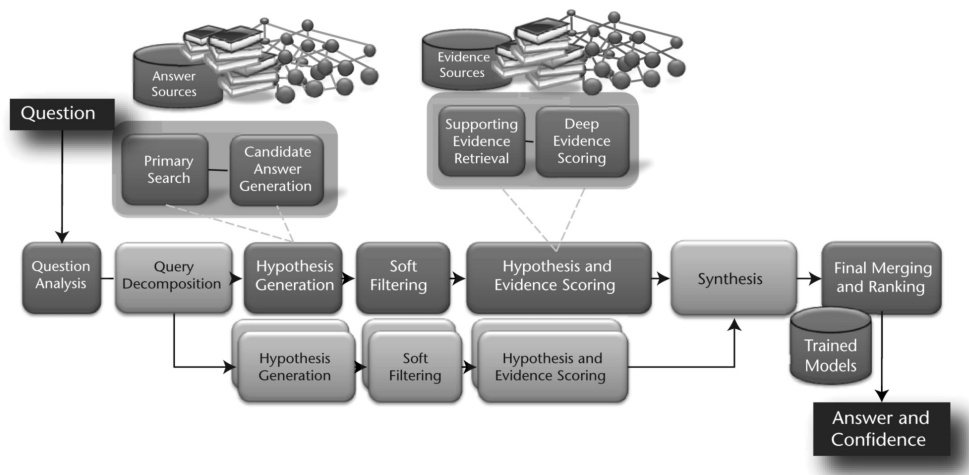 Answer
Sources
Evidence
Sources
Question
Primary
Search
Candidate
Answer
Generation
Supporting
Evidence
Retrieval
Deep
Evidence
Scoring
Question
Analysis
Query
Decomposition
Hypothesis
Generation
Soft
Filtering
Hypothesis and
Evidence Scoring
Synthesis
Final Merging
and Ranking
Hypothesis
Generation
Soft
Filtering
Hypothesis and
Evidence Scoring
Trained
Models
Answer and
Confidence